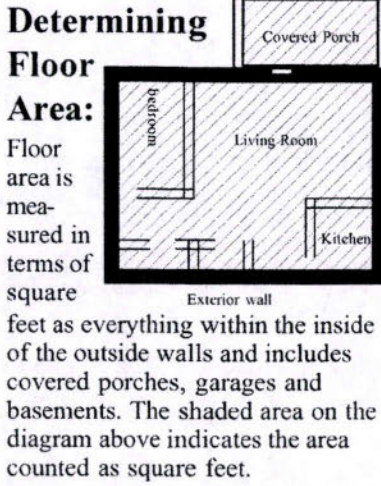 Determining
Floor
Area:
Covered Porch
bedroom
Living Room
Kitchen
Exterior wall
Floor
area is
mea-
sured in
terms of
square
feet as everything within the inside
of the outside walls and includes
covered porches, garages and
basements. The shaded area on the
diagram above indicates the area
counted as square feet.